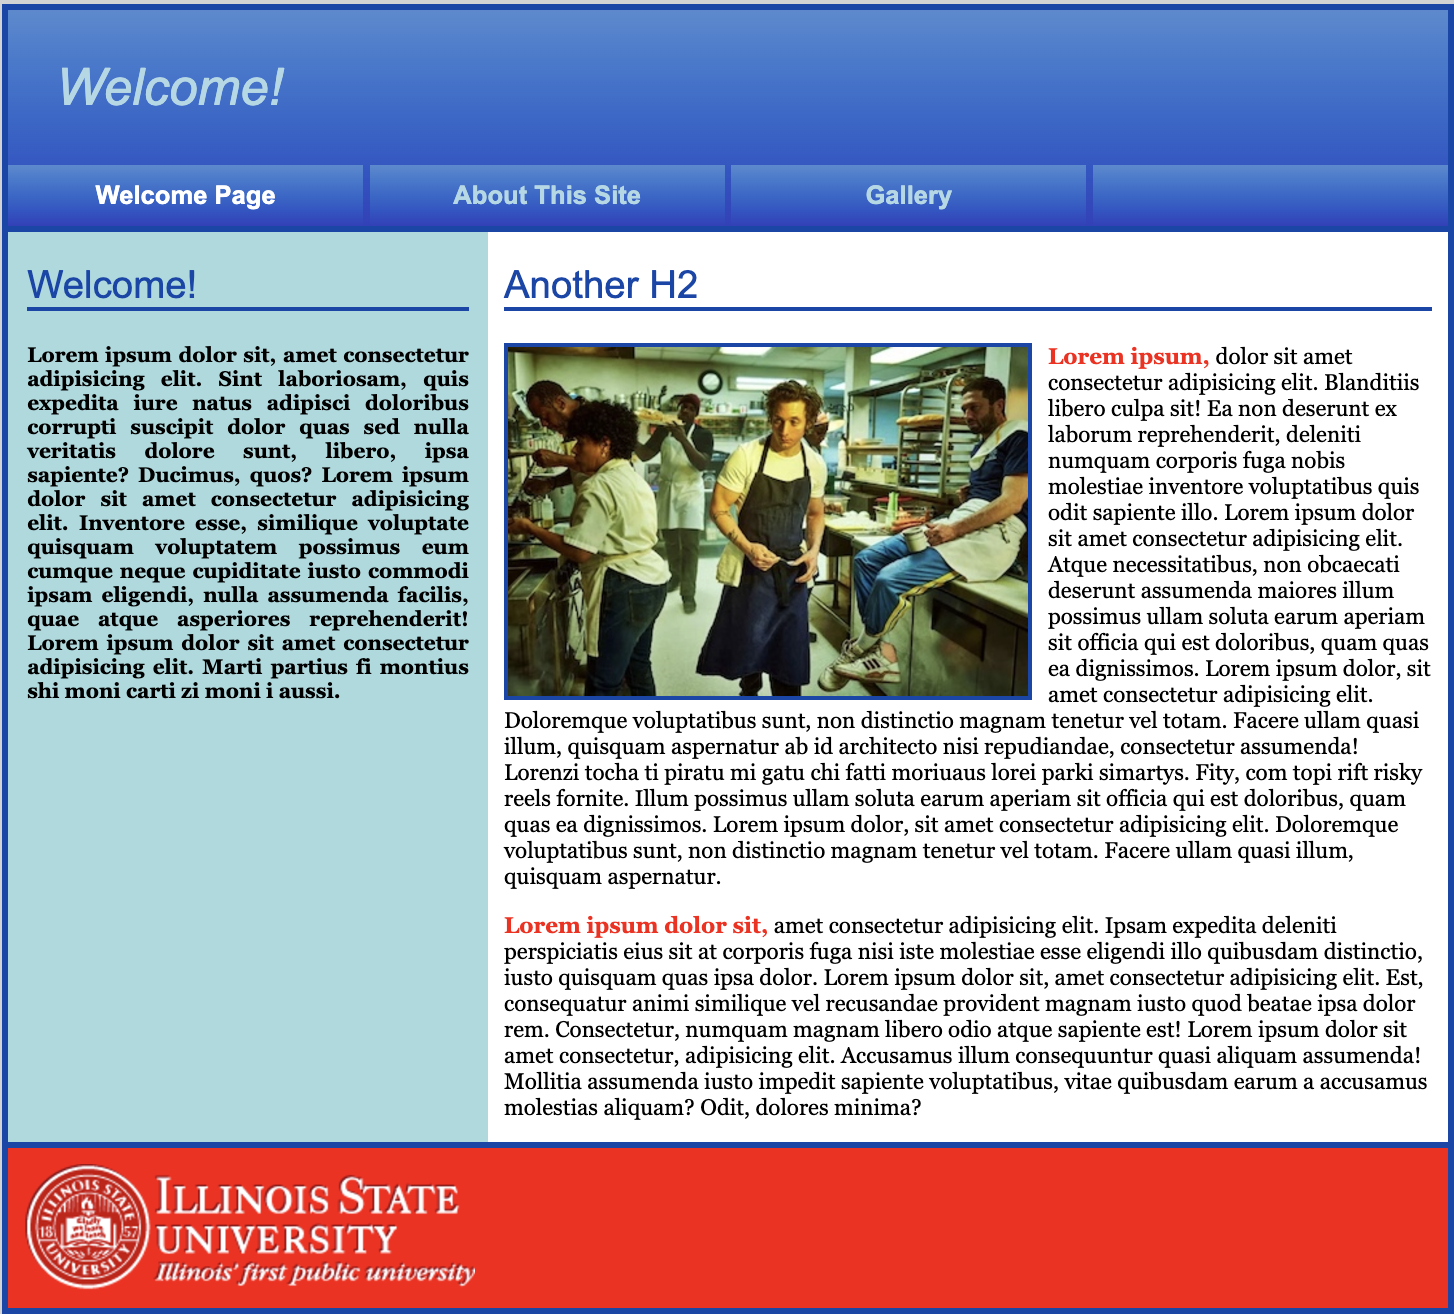 Welcome!
Welcome Page
About This Site
Gallery
Welcome!
Lorem ipsum dolor sit, amet consectetur
adipisicing elit. Sint laboriosam, quis
expedita iure natus adipisci doloribus
corrupti suscipit dolor quas sed nulla
veritatis dolore sunt, libero, ipsa
sapiente? Ducimus, quos? Lorem ipsum
dolor sit amet consectetur adipisicing
elit. Inventore esse, similique voluptate
quisquam voluptatem possimus eum
cumque neque cupiditate iusto commodi
ipsam eligendi, nulla assumenda facilis,
quae atque asperiores reprehenderit!
Lorem ipsum dolor sit amet consectetur
adipisicing elit. Marti partius fi montius
shi moni carti zi moni i aussi.
Another H2
Lorem ipsum, dolor sit amet
consectetur adipisicing elit. Blanditiis
libero culpa sit! Ea non deserunt ex
laborum reprehenderit, deleniti
numquam corporis fuga nobis
molestiae inventore voluptatibus quis
odit sapiente illo. Lorem ipsum dolor
sit amet consectetur adipisicing elit.
Atque necessitatibus, non obcaecati
deserunt assumenda maiores illum
possimus ullam soluta earum aperiam
sit officia qui est doloribus, quam quas
ea dignissimos. Lorem ipsum dolor, sit
amet consectetur adipisicing elit.
Doloremque voluptatibus sunt, non distinctio magnam tenetur vel totam. Facere ullam quasi
illum, quisquam aspernatur ab id architecto nisi repudiandae, consectetur assumenda!
Lorenzi tocha ti piratu mi gatu chi fatti moriuaus lorei parki simartys. Fity, com topi rift risky
reels fornite. Illum possimus ullam soluta earum aperiam sit officia qui est doloribus, quam
quas ea dignissimos. Lorem ipsum dolor, sit amet consectetur adipisicing elit. Doloremque
voluptatibus sunt, non distinctio magnam tenetur vel totam. Facere ullam quasi illum,
quisquam aspernatur.
Lorem ipsum dolor sit, amet consectetur adipisicing elit. Ipsam expedita deleniti
perspiciatis eius sit at corporis fuga nisi iste molestiae esse eligendi illo quibusdam distinctio,
iusto quisquam quas ipsa dolor. Lorem ipsum dolor sit, amet consectetur adipisicing elit. Est,
consequatur animi similique vel recusandae provident magnam iusto quod beatae ipsa dolor
rem. Consectetur, numquam magnam libero odio atque sapiente est! Lorem ipsum dolor sit
amet consectetur, adipisicing elit. Accusamus illum consequuntur quasi aliquam assumenda!
Mollitia assumenda iusto impedit sapiente voluptatibus, vitae quibusdam earum a accusamus
molestias aliquam? Odit, dolores minima?
ILLINOIS STATE
UNIVERSITY
18 57
ILLINOIS STATE
UNIVERSITY
Illinois' first public university